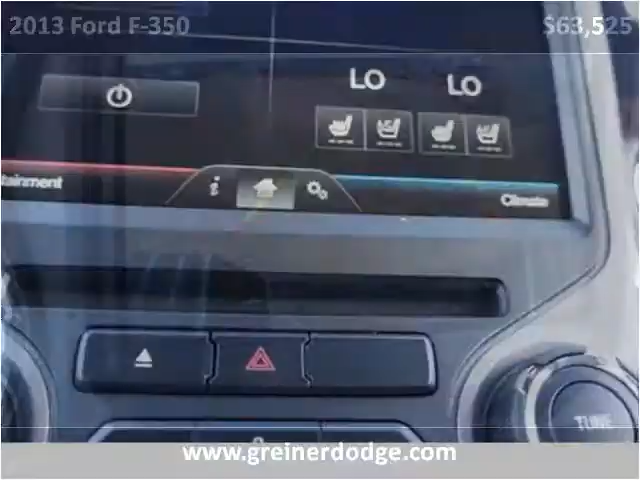 2013 Ford F-350 $63,525
LO LO
tainment
Climate
TUNE
www.greinerdodge.com